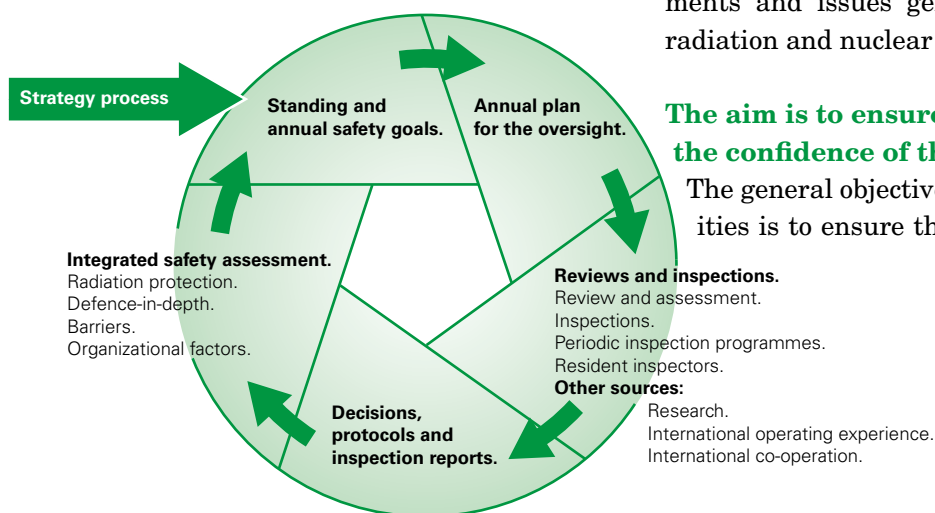 ments and issues ge
radiation and nuclear
The aim is to ensure
the confidence of th
The general objective
ities is to ensure th
Strategy process
Standing and
annual safety goals.
Annual plan
for the oversight.
Reviews and inspections.
Review and assessment.
Inspections.
Periodic inspection programmes.
Resident inspectors.
Other sources:
Research.
International operating experience.
International co-operation.
Decisions,
protocols and
inspection reports.
Integrated safety assessment.
Radiation protection.
Defence-in-depth.
Barriers.
Organizational factors.